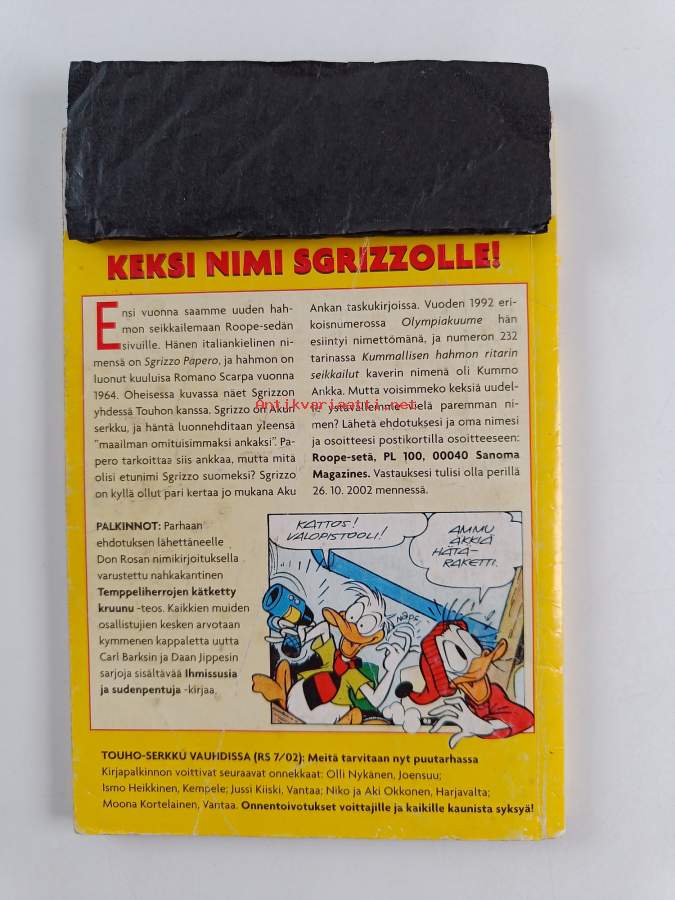 KEKSI NIMI SGRIZZOLLE!
Ensi vuonna saamme uuden hah-
mon seikkailemaan Roope-sedän
sivuille. Hänen italiankielinen ni-
mensä on Sgrizzo Papero, ja hahmon on
luonut kuuluisa Romano Scarpa vuonna
1964. Oheisessa kuvassa näet Sgrizzon
yhdessä Touhon kanssa. Sgrizzo on Akun
serkku, ja häntä luonnehditaan yleensä
"maailman omituisimmaksi ankaksi". Pa-
pero tarkoittaa siis ankkaa, mutta mitä
olisi etunimi Sgrizzo suomeksi? Sgrizzo
on kyllä ollut pari kertaa jo mukana Aku
Ankan taskukirjoissa. Vuoden 1992 eri-
koisnumerossa Olympiakuume hän
esiintyi nimettömänä, ja numeron 232
tarinassa Kummallisen hahmon ritarin
seikkailut kaverin nimenä oli Kummo
Ankka. Mutta voisimmeko keksiä uudel-
le ystävällemme vielä paremman ni-
men? Lähetä ehdotuksesi ja oma nimesi
ja osoitteesi postikortilla osoitteeseen:
Roope-setä, PL 100, 00040 Sanoma
Magazines. Vastauksesi tulisi olla perillä
26. 10. 2002 mennessä.
Antikvariaatti.net
PALKINNOT: Parhaan
ehdotuksen lähettäneelle
Don Rosan nimikirjoituksella
varustettu nahkakantinen
Temppeliherrojen kätketty
kruunu -teos. Kaikkien muiden
osallistujien kesken arvotaan
kymmenen kappaletta uutta
Carl Barksin ja Daan Jippesin
sarjoja sisältävää Ihmissusia
ja sudenpentuja -kirjaa.
KATTOS!
VALOPISTOOLI!
AMMU
ÄKKIÄ
HÄTÄ-
RAKETTI.
NAPS!
TOUHO-SERKKU VAUHDISSA (RS 7/02): Meitä tarvitaan nyt puutarhassa
Kirjapalkinnon voittivat seuraavat onnekkaat: Olli Nykänen, Joensuu;
Ismo Heikkinen, Kempele; Jussi Kiiski, Vantaa; Niko ja Aki Okkonen, Harjavalta;
Moona Kortelainen, Vantaa. Onnentoivotukset voittajille ja kaikille kaunista syksyä!